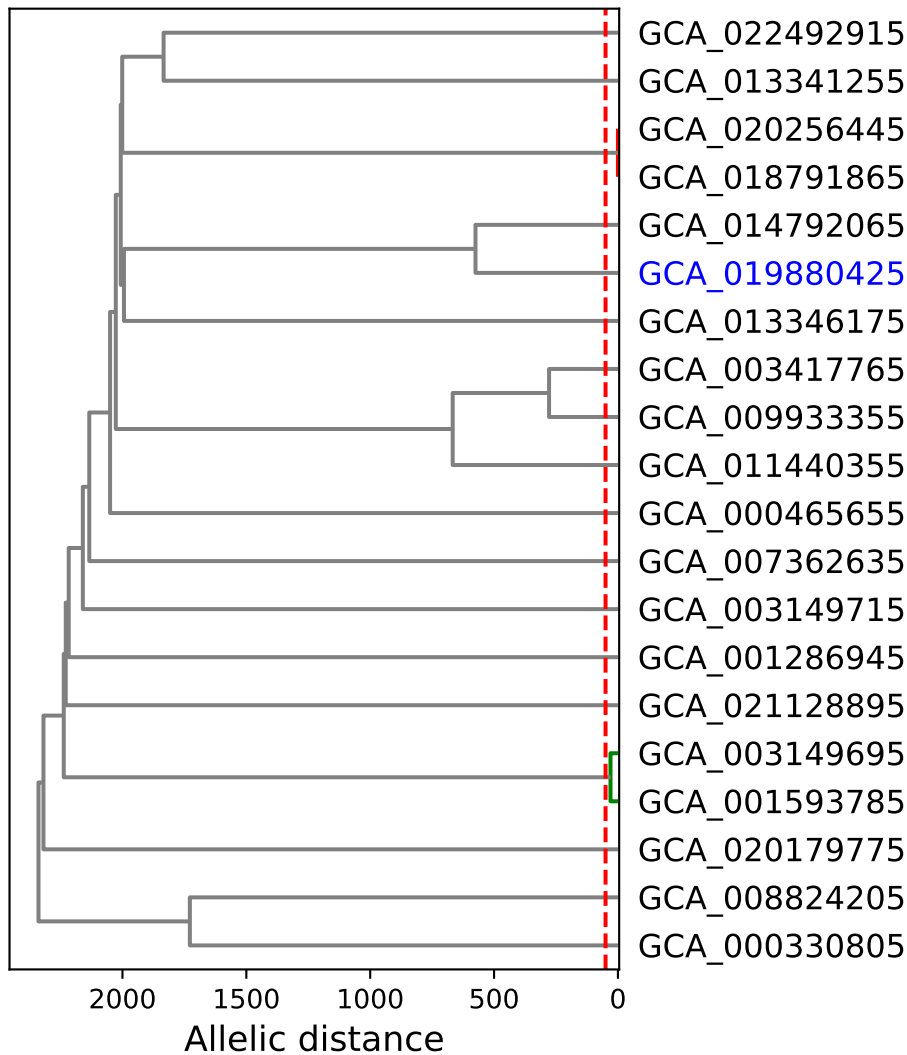 GCA_022492915
GCA_013341255
GCA_020256445
GCA_018791865
GCA_014792065
GCA_019880425
GCA_013346175
GCA_003417765
GCA_009933355
GCA_011440355
GCA_000465655
GCA_007362635
GCA_003149715
GCA_001286945
GCA_021128895
GCA_003149695
GCA_001593785
GCA_020179775
GCA_008824205
GCA_000330805
2000 1500 1000 500 0
Allelic distance